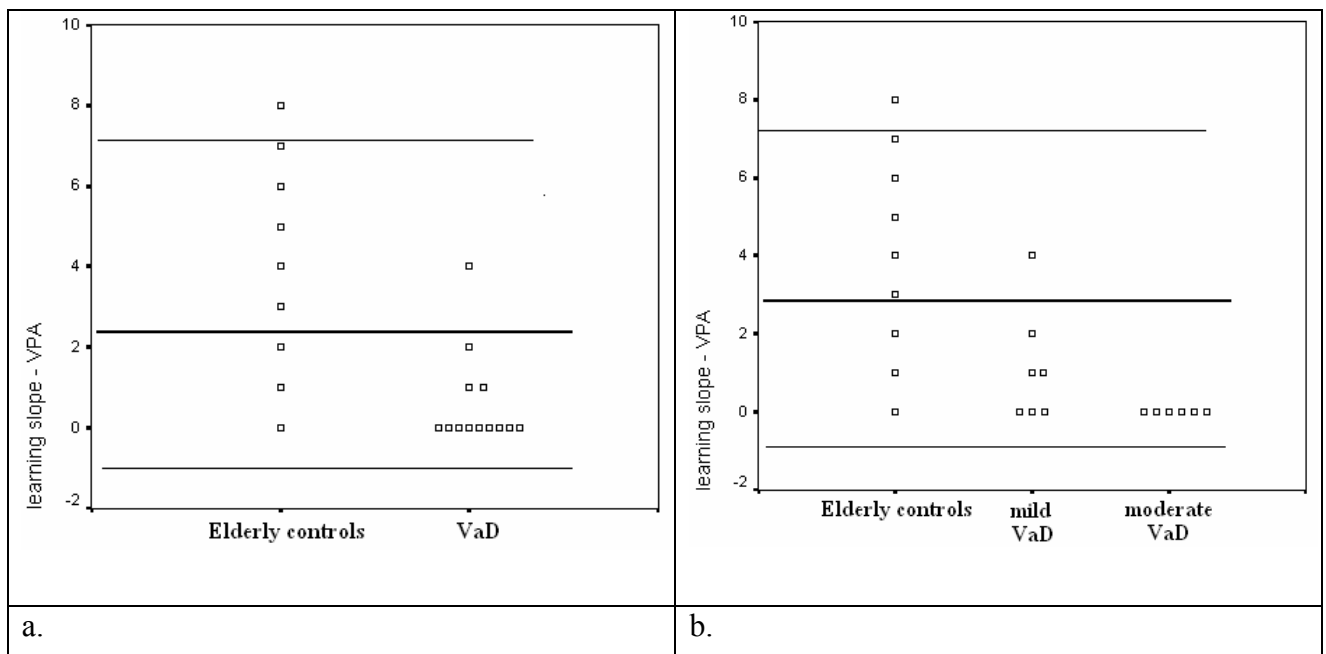 10
8
6
4
2
0
-2
learning slope - VPA
Elderly controls VaD
a.
10
8
6
4
2
0
-2
learning slope - VPA
Elderly controls mild moderate
VaD VaD
b.